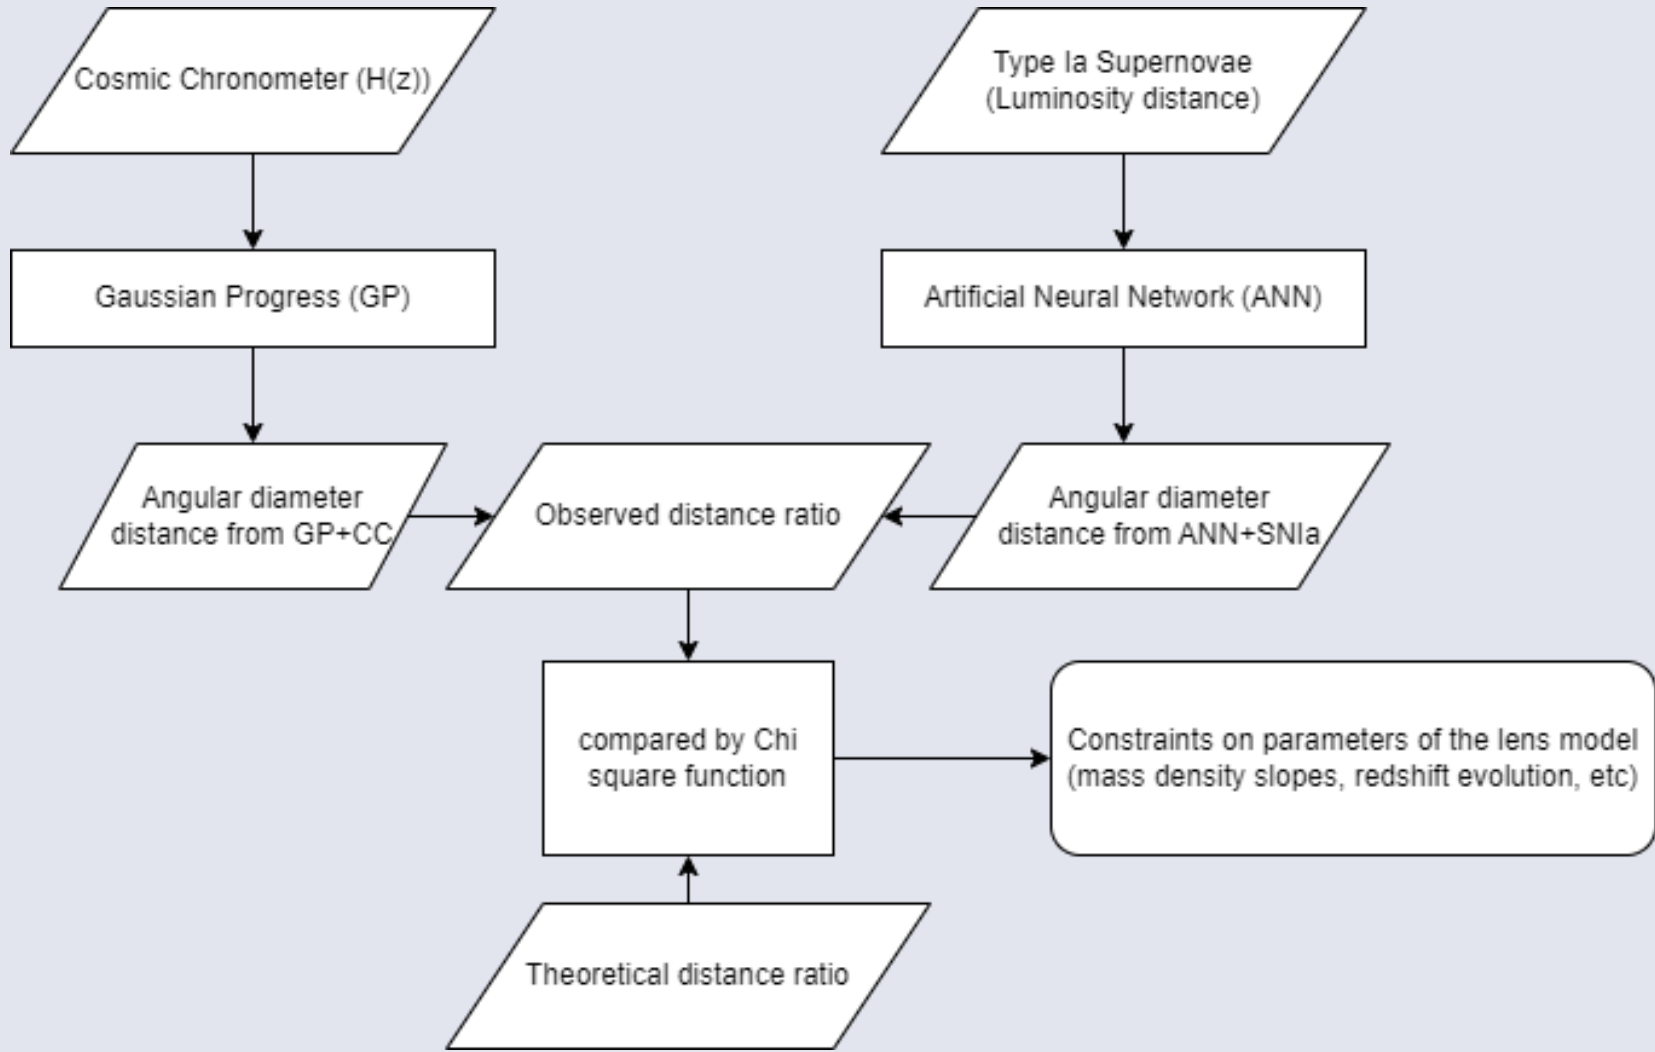 Cosmic Chronometer (H(z))
Type Ia Supernovae
(Luminosity distance)
Gaussian Progress (GP)
Artificial Neural Network (ANN)
Angular diameter
distance from GP+CC
Observed distance ratio
Angular diameter
distance from ANN+SNIa
compared by Chi
square function
Constraints on parameters of the lens model
(mass density slopes, redshift evolution, etc)
Theoretical distance ratio